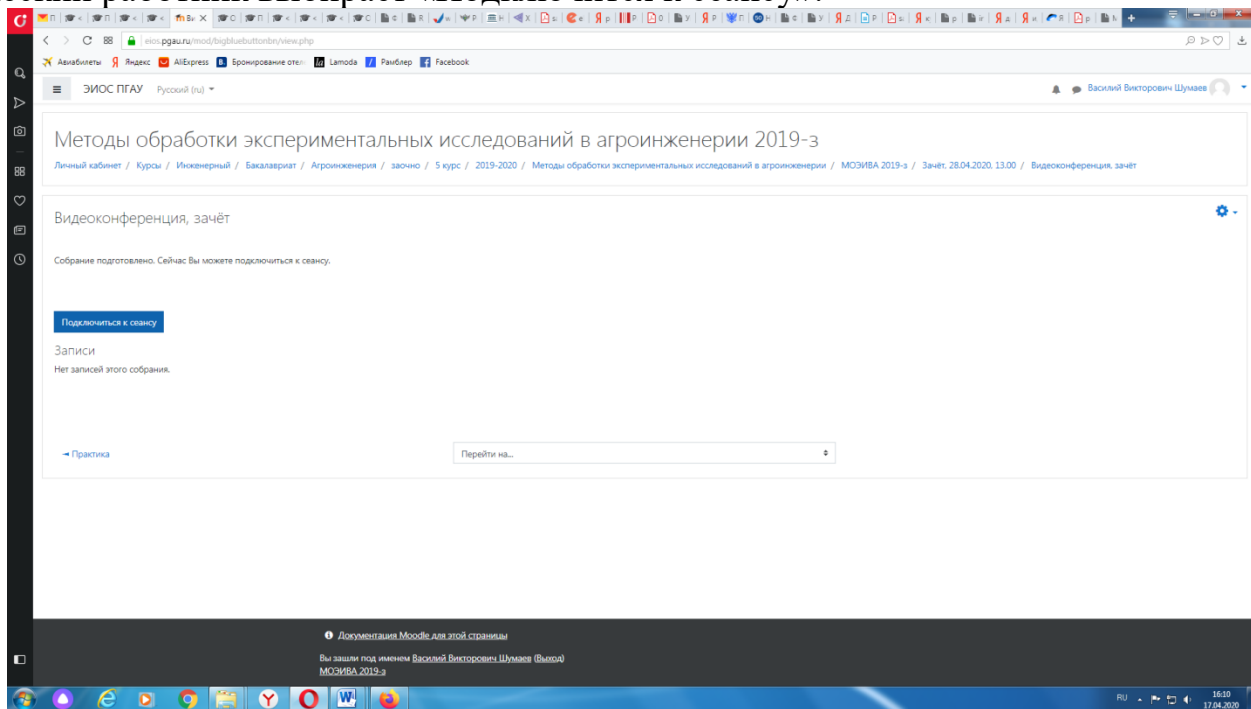 eios.pgau.ru/mod/bigbluebuttonbn/view.php
Авиабилеты Яндекс AliExpress Бронирование отел Lamoda Рамблер Facebook
ЭИОС ПГАУ Русский (ru)
Василий Викторович Шумаев
Методы обработки экспериментальных исследований в агроинженерии 2019-з
Личный кабинет / Курсы / Инженерный / Бакалавриат / Агроинженерия / заочно / 5 курс / 2019-2020 / Методы обработки экспериментальных исследований в агроинженерии / МОЭИВА 2019-з / Зачёт. 28.04.2020. 13.00 / Видеоконференция, зачёт
Видеоконференция, зачёт
Собрание подготовлено. Сейчас Вы можете подключиться к сеансу.
Подключиться к сеансу
Записи
Нет записей этого собрания.
◄ Практика
Перейти на...
Документация Moodle для этой страницы
Вы зашли под именем Василий Викторович Шумаев (Выход)
МОЭИВА 2019-з
RU
16:10
17.04.2020